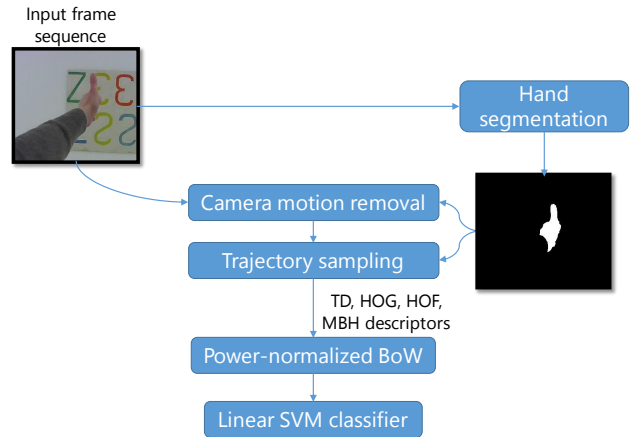 Input frame
sequence
Hand
segmentation
Camera motion removal
Trajectory sampling
TD, HOG, HOF,
MBH descriptors
Power-normalized BoW
Linear SVM classifier